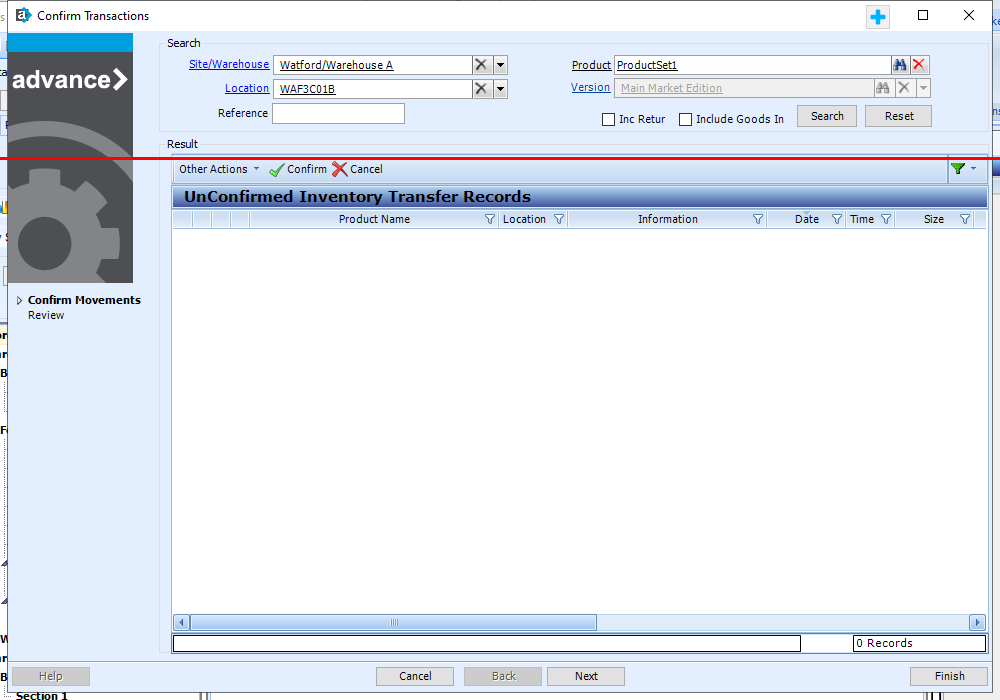 Confirm Transactions
advance
Confirm Movements
Review
Search
Site/Warehouse Watford/Warehouse A Product ProductSet1
Location WAF3C01B Version Main Market Edition
Reference Inc Retur Include Goods In Search Reset
Result
Other Actions Confirm Cancel
UnConfirmed Inventory Transfer Records
Product Name Location Information Date Time Size
0 Records
Help Cancel Back Next Finish
Section 1